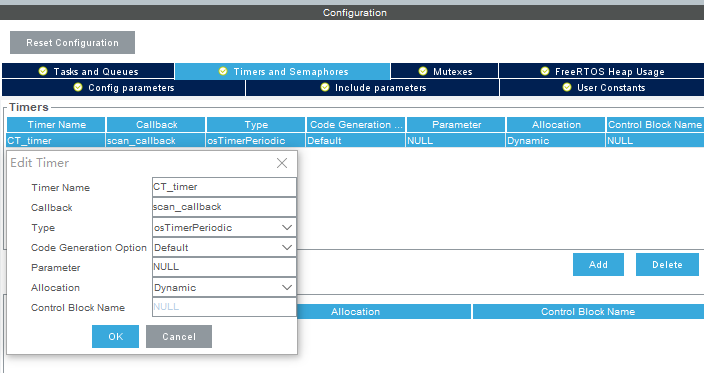 Configuration
Reset Configuration
Tasks and Queues Timers and Semaphores Mutexes FreeRTOS Heap Usage
Config parameters Include parameters User Constants
Timers
Timer Name Callback Type Code Generation ... Parameter Allocation Control Block Name
CT_timer scan_callback osTimerPeriodic Default NULL Dynamic NULL
Edit Timer
Timer Name CT_timer
Callback scan_callback
Type osTimerPeriodic
Code Generation Option Default
Parameter NULL
Allocation Dynamic
Control Block Name NULL
OK Cancel
Add Delete
Allocation Control Block Name